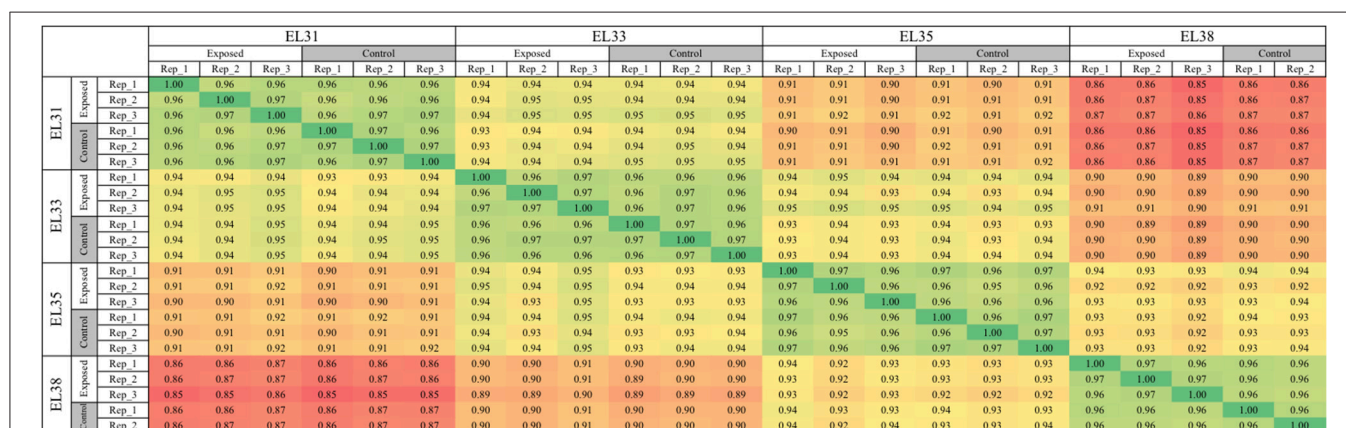 EL31 EL33 EL35 EL38
Exposed Control Exposed Control Exposed Control Exposed Control
Rep_1 Rep_2 Rep_3 Rep_1 Rep_2 Rep_3 Rep_1 Rep_2 Rep_3 Rep_1 Rep_2 Rep_3 Rep_1 Rep_2 Rep_3 Rep_1 Rep_2 Rep_3 Rep_1 Rep_2 Rep_3 Rep_1 Rep_2
EL31 Exposed Rep_1 1.00 0.96 0.96 0.96 0.96 0.96 0.94 0.94 0.94 0.94 0.94 0.94 0.91 0.91 0.90 0.91 0.90 0.91 0.86 0.86 0.85 0.86 0.86
Rep_2 0.96 1.00 0.97 0.96 0.96 0.96 0.94 0.95 0.95 0.94 0.94 0.94 0.91 0.91 0.90 0.91 0.91 0.91 0.86 0.87 0.85 0.86 0.87
Rep_3 0.96 0.97 1.00 0.96 0.97 0.97 0.94 0.95 0.95 0.95 0.95 0.95 0.91 0.92 0.91 0.92 0.91 0.92 0.87 0.87 0.86 0.87 0.87
Control Rep_1 0.96 0.96 0.96 1.00 0.97 0.96 0.93 0.94 0.94 0.94 0.94 0.94 0.90 0.91 0.90 0.91 0.90 0.91 0.86 0.86 0.85 0.86 0.86
Rep_2 0.96 0.96 0.97 0.97 1.00 0.97 0.93 0.94 0.94 0.94 0.95 0.94 0.91 0.91 0.90 0.92 0.91 0.91 0.86 0.87 0.85 0.87 0.87
Rep_3 0.96 0.96 0.97 0.96 0.97 1.00 0.94 0.94 0.94 0.95 0.95 0.95 0.91 0.91 0.91 0.91 0.91 0.92 0.86 0.86 0.85 0.87 0.87
EL33 Exposed Rep_1 0.94 0.94 0.94 0.93 0.93 0.94 1.00 0.96 0.97 0.96 0.96 0.96 0.94 0.95 0.94 0.94 0.94 0.94 0.90 0.90 0.89 0.90 0.90
Rep_2 0.94 0.95 0.95 0.94 0.94 0.94 0.96 1.00 0.97 0.96 0.97 0.96 0.94 0.94 0.93 0.94 0.93 0.94 0.90 0.90 0.89 0.90 0.90
Rep_3 0.94 0.95 0.95 0.94 0.94 0.94 0.97 0.97 1.00 0.96 0.97 0.96 0.95 0.95 0.95 0.95 0.94 0.95 0.91 0.91 0.90 0.91 0.91
Control Rep_1 0.94 0.94 0.95 0.94 0.94 0.95 0.96 0.96 0.96 1.00 0.97 0.96 0.93 0.94 0.93 0.94 0.93 0.93 0.90 0.89 0.89 0.90 0.90
Rep_2 0.94 0.94 0.95 0.94 0.95 0.95 0.96 0.97 0.97 0.97 1.00 0.97 0.93 0.94 0.93 0.94 0.93 0.94 0.90 0.90 0.89 0.90 0.90
Rep_3 0.94 0.94 0.95 0.94 0.94 0.95 0.96 0.96 0.96 0.96 0.97 1.00 0.93 0.94 0.93 0.94 0.94 0.94 0.90 0.90 0.89 0.90 0.90
EL35 Exposed Rep_1 0.91 0.91 0.91 0.90 0.91 0.91 0.94 0.94 0.95 0.93 0.93 0.93 1.00 0.97 0.96 0.97 0.96 0.97 0.94 0.93 0.93 0.94 0.94
Rep_2 0.91 0.91 0.92 0.91 0.91 0.91 0.95 0.94 0.95 0.94 0.94 0.94 0.97 1.00 0.96 0.96 0.95 0.96 0.92 0.92 0.92 0.93 0.92
Rep_3 0.90 0.90 0.91 0.90 0.90 0.91 0.94 0.93 0.95 0.93 0.93 0.93 0.96 0.96 1.00 0.96 0.96 0.96 0.93 0.93 0.93 0.93 0.94
Control Rep_1 0.91 0.91 0.92 0.91 0.92 0.91 0.94 0.94 0.95 0.94 0.94 0.94 0.97 0.96 0.96 1.00 0.96 0.97 0.93 0.93 0.92 0.94 0.93
Rep_2 0.90 0.91 0.91 0.90 0.91 0.91 0.94 0.93 0.94 0.93 0.93 0.94 0.96 0.95 0.96 0.96 1.00 0.97 0.93 0.93 0.92 0.93 0.93
Rep_3 0.91 0.91 0.92 0.91 0.91 0.92 0.94 0.94 0.95 0.93 0.94 0.94 0.97 0.96 0.96 0.97 0.97 1.00 0.93 0.93 0.92 0.93 0.94
EL38 Exposed Rep_1 0.86 0.86 0.87 0.86 0.86 0.86 0.90 0.90 0.91 0.90 0.90 0.90 0.94 0.92 0.93 0.93 0.93 0.93 1.00 0.97 0.96 0.96 0.96
Rep_2 0.86 0.87 0.87 0.86 0.87 0.86 0.90 0.90 0.91 0.89 0.90 0.90 0.93 0.92 0.93 0.93 0.93 0.93 0.97 1.00 0.97 0.96 0.96
Rep_3 0.85 0.85 0.86 0.85 0.85 0.85 0.89 0.89 0.90 0.89 0.89 0.89 0.93 0.92 0.93 0.92 0.92 0.92 0.96 0.97 1.00 0.96 0.96
Control Rep_1 0.86 0.86 0.87 0.86 0.87 0.87 0.90 0.90 0.91 0.90 0.90 0.90 0.94 0.93 0.93 0.94 0.93 0.93 0.96 0.96 0.96 1.00 0.96
Rep_2 0.86 0.87 0.87 0.86 0.87 0.87 0.90 0.90 0.91 0.90 0.90 0.90 0.94 0.92 0.94 0.93 0.93 0.94 0.96 0.96 0.96 0.96 1.00